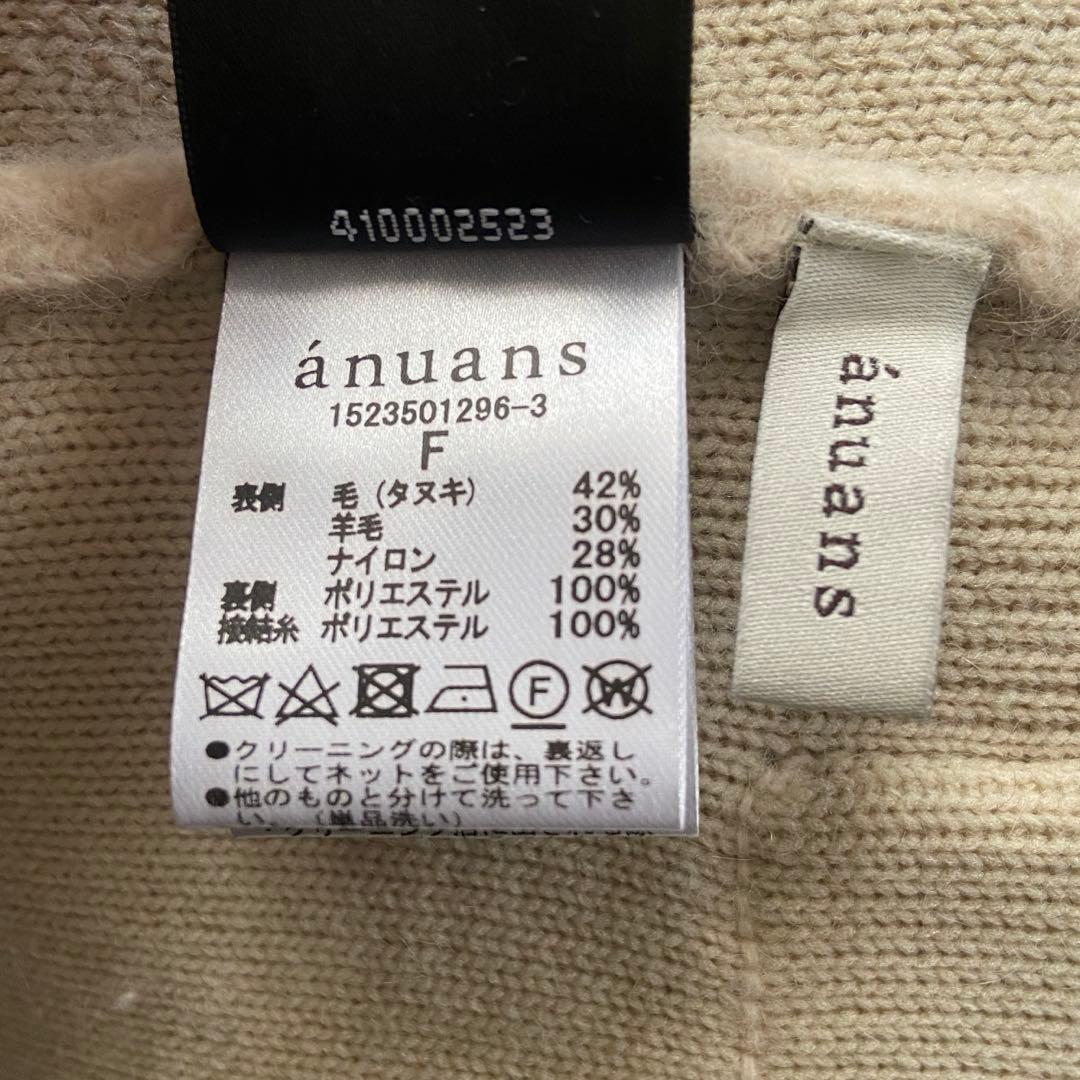 410002523
ánuans
1523501296-3
F
表側 毛(タヌキ) 42%
羊毛 30%
ナイロン 28%
裏側 ポリエステル 100%
接結糸 ポリエステル 100%
F
W
●クリーニングの際は、裏返し
にしてネットをご使用下さい。
●他のものと分けて洗って下さ
い。(単品洗い)
ánuans